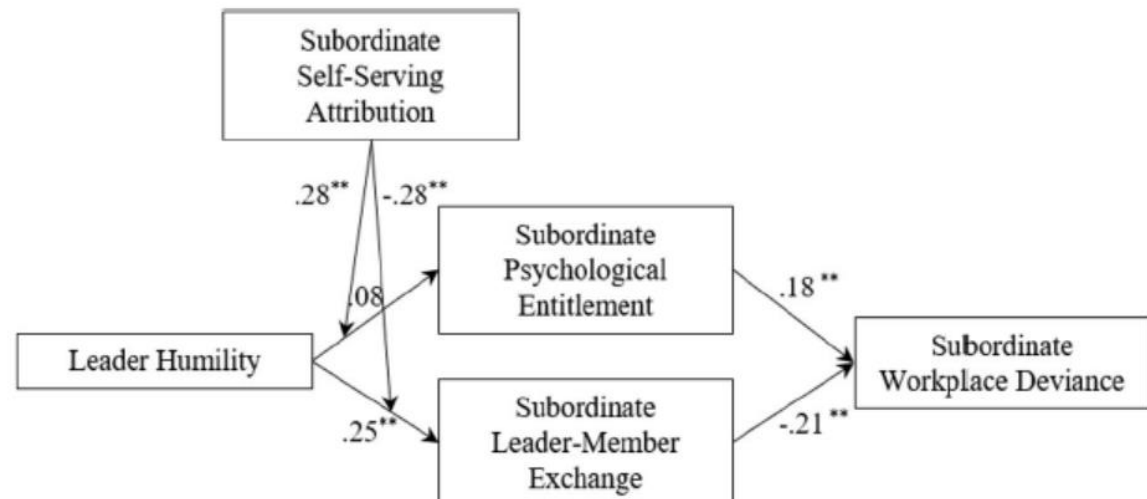 Subordinate
Self-Serving
Attribution
.28**
-.28**
Subordinate
Psychological
Entitlement
.08
.18 **
Leader Humility
Subordinate
Workplace Deviance
.25**
Subordinate
Leader-Member
Exchange
-.21 **